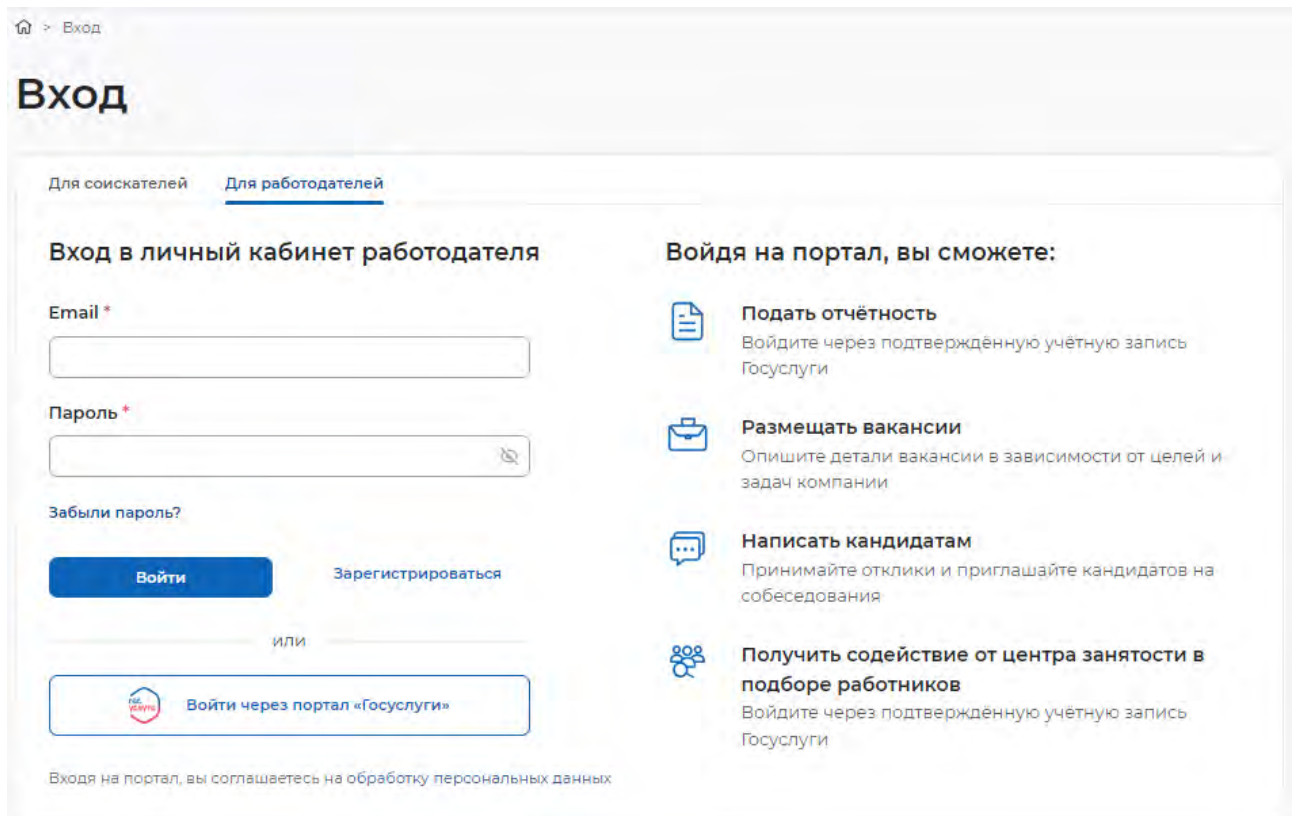 > Вход
Вход
Для соискателей Для работодателей
Вход в личный кабинет работодателя
Email *
Пароль *
Забыли пароль?
Войти Зарегистрироваться
или
гос
услуги
Войти через портал «Госуслуги»
Входя на портал, вы соглашаетесь на обработку персональных данных
Войдя на портал, вы сможете:
Подать отчётность
Войдите через подтверждённую учётную запись
Госуслуги
Размещать вакансии
Опишите детали вакансии в зависимости от целей и
задач компании
Написать кандидатам
Принимайте отклики и приглашайте кандидатов на
собеседования
Получить содействие от центра занятости в
подборе работников
Войдите через подтверждённую учётную запись
Госуслуги